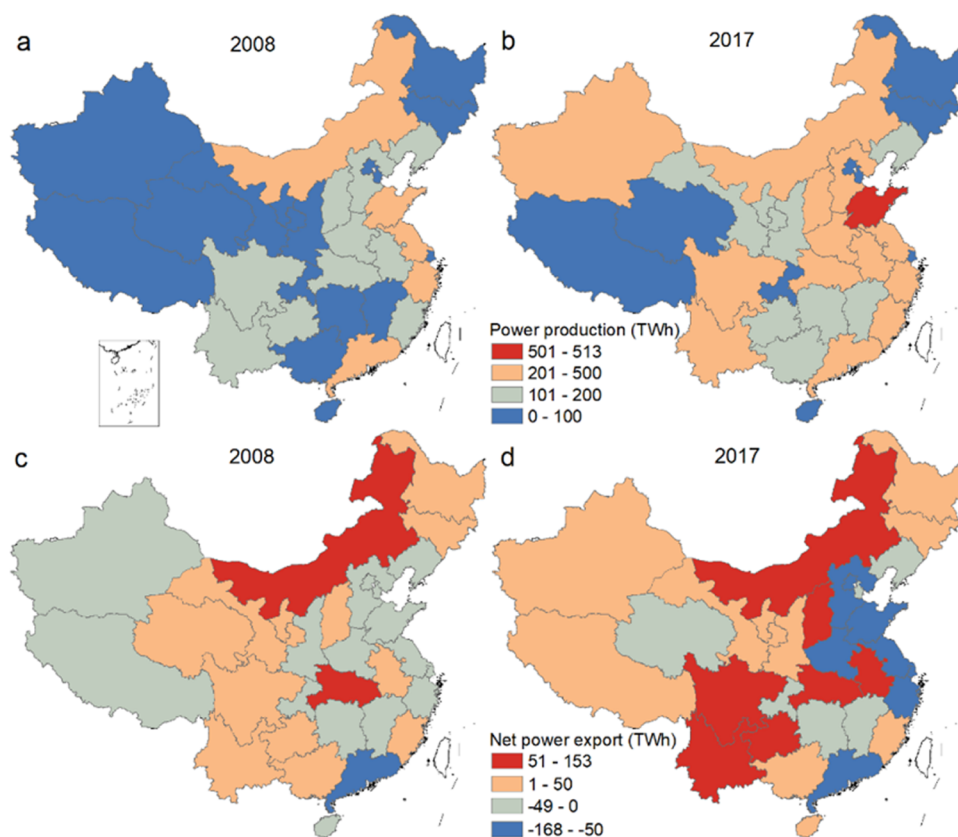 a
2008
b
2017
Power production (TWh)
501 - 513
201 - 500
101 - 200
0 - 100
c
2008
d
2017
Net power export (TWh)
51 - 153
1 - 50
-49 - 0
-168 - -50